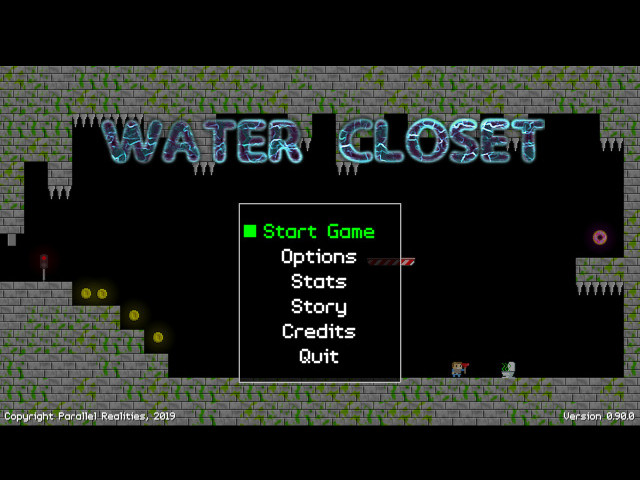 WATER CLOSET
Start Game
Options
Stats
Story
Credits
Quit
Copyright Parallel Realities, 2019
Version 0.90.0